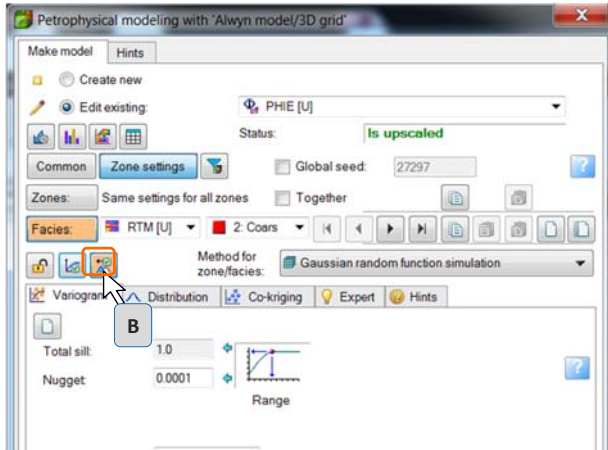 Petrophysical modeling with 'Alwyn model/3D grid'
Make model Hints
Create new
Edit existing: PHIE [U]
Status: Is upscaled
Common Zone settings Global seed: 27297
Zones: Same settings for all zones Together
Facies: RTM [U] 2: Coars
Method for zone/facies: Gaussian random function simulation
Variogram Distribution Co-kriging Expert Hints
B
Total sill: 1.0
Nugget 0.0001
Range